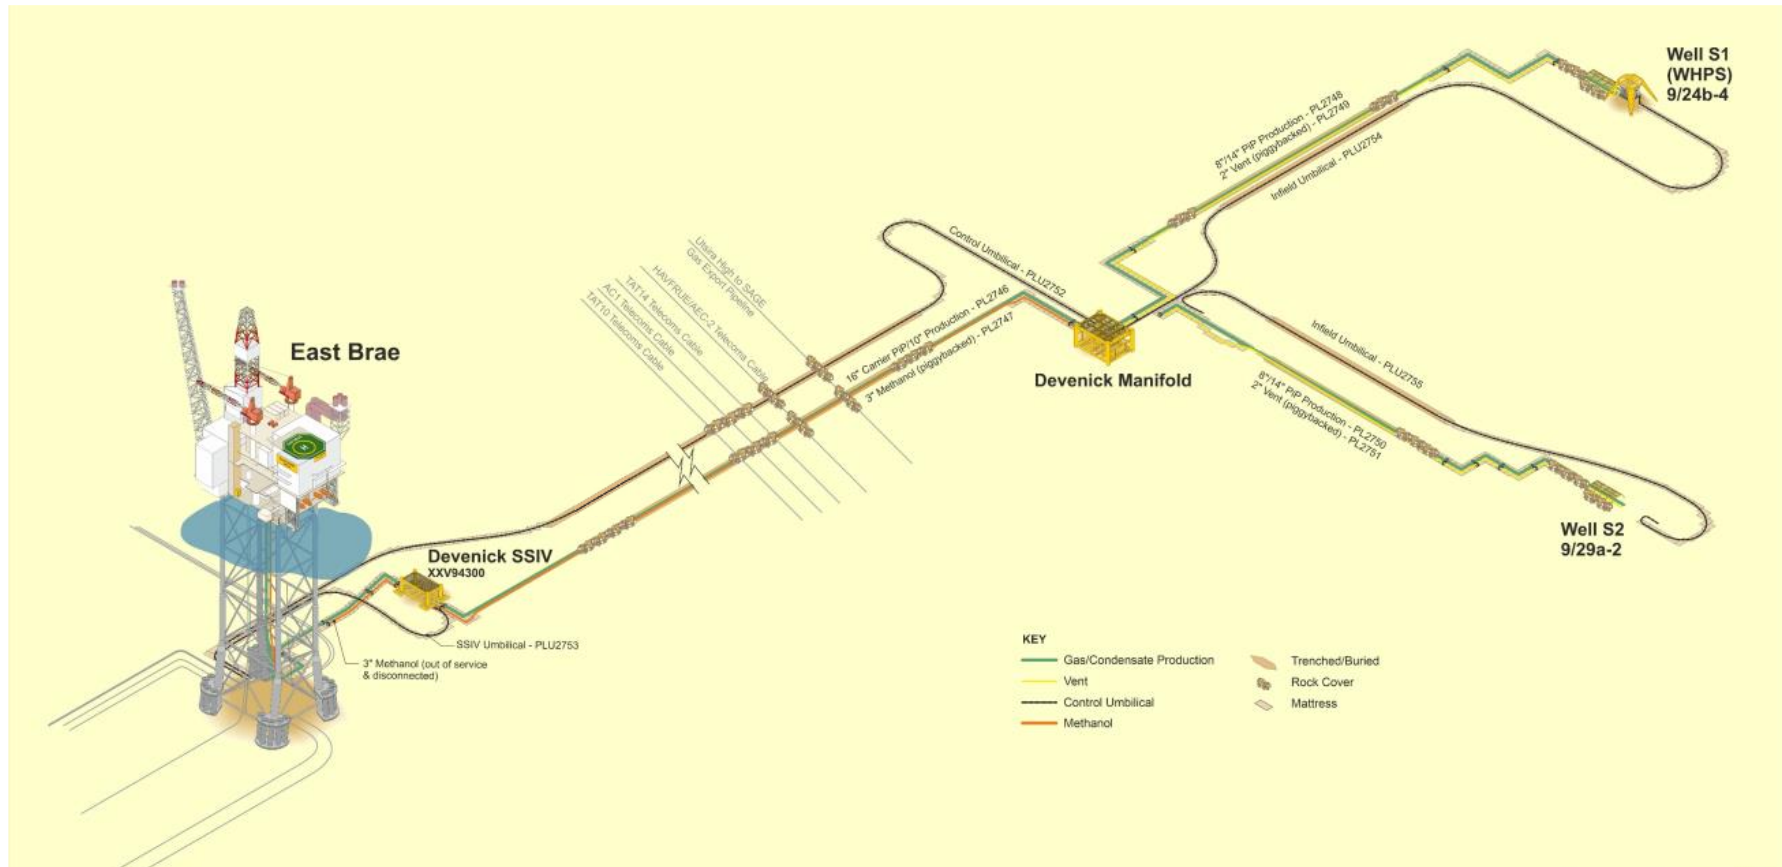 Well S1
(WHPS)
9/24b-4
8"/14" PiP Production - PL2748
2" Vent (piggybacked) - PL2749
Infield Umbilical - PLU2754
Control Umbilical - PLU2752
Utsira High to SAGE
Gas Export Pipeline
HAVFRUE/AEC-2 Telecoms Cable
TAT14 Telecoms Cable
AC1 Telecoms Cable
TAT10 Telecoms Cable
16" Carrier PiP/10" Production - PL2746
3" Methanol (piggybacked) - PL2747
Devenick Manifold
Infield Umbilical - PLU2755
8"/14" PiP Production - PL2750
2" Vent (piggybacked) - PL2751
East Brae
Well S2
9/29a-2
Devenick SSIV
XXV94300
SSIV Umbilical - PLU2753
3" Methanol (out of service
& disconnected)
KEY
Gas/Condensate Production
Vent
Control Umbilical
Methanol
Trenched/Buried
Rock Cover
Mattress